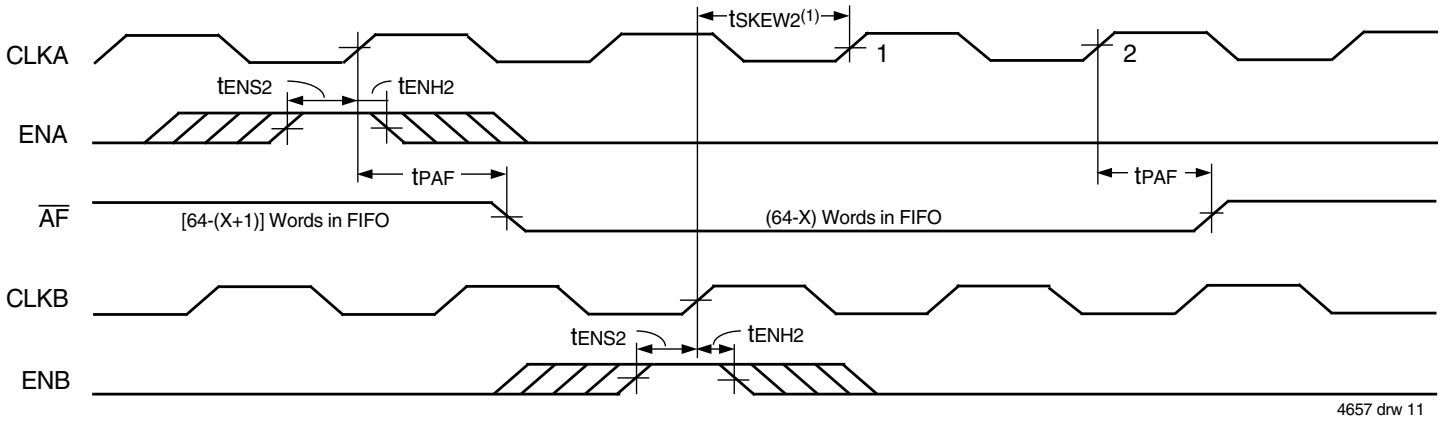 tSKEW2(1)
CLKA
1
2
tENS2
tENH2
ENA
tPAF
tPAF
AF
[64-(X+1)] Words in FIFO
(64-X) Words in FIFO
CLKB
tENS2
tENH2
ENB
4657 drw 11